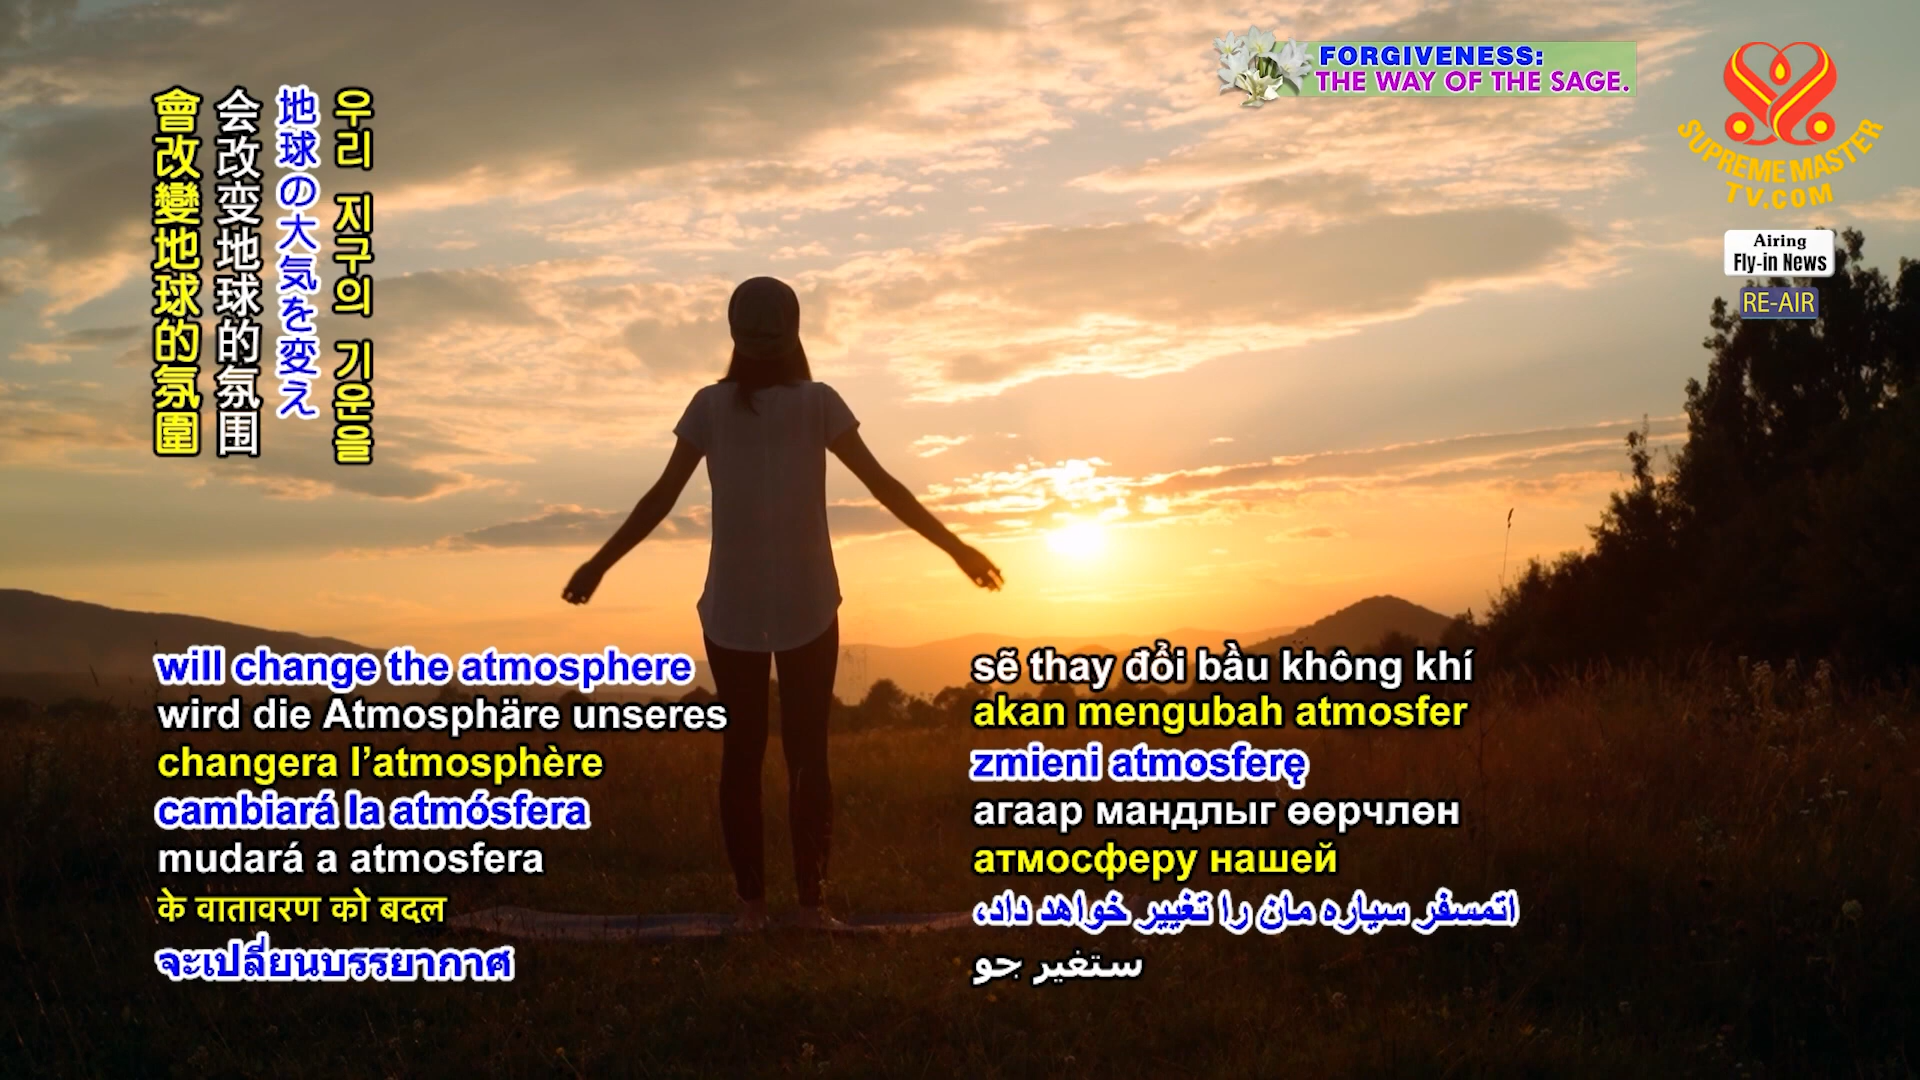 FORGIVENESS:
THE WAY OF THE SAGE.
SUPREME MASTER
TV.COM
Airing
Fly-in News
RE-AIR
우리 지구의 기운을
地球の大気を変え
会改变地球的氛围
會改變地球的氛圍
will change the atmosphere
wird die Atmosphäre unseres
changera l’atmosphère
cambiará la atmósfera
mudará a atmosfera
के वातावरण को बदल
จะเปลี่ยนบรรยากาศ
sẽ thay đổi bầu không khí
akan mengubah atmosfer
zmieni atmosferę
агаар мандлыг өөрчлөн
атмосферу нашей
اتمسفر سیاره مان را تغییر خواهد داد،
ستغير جو